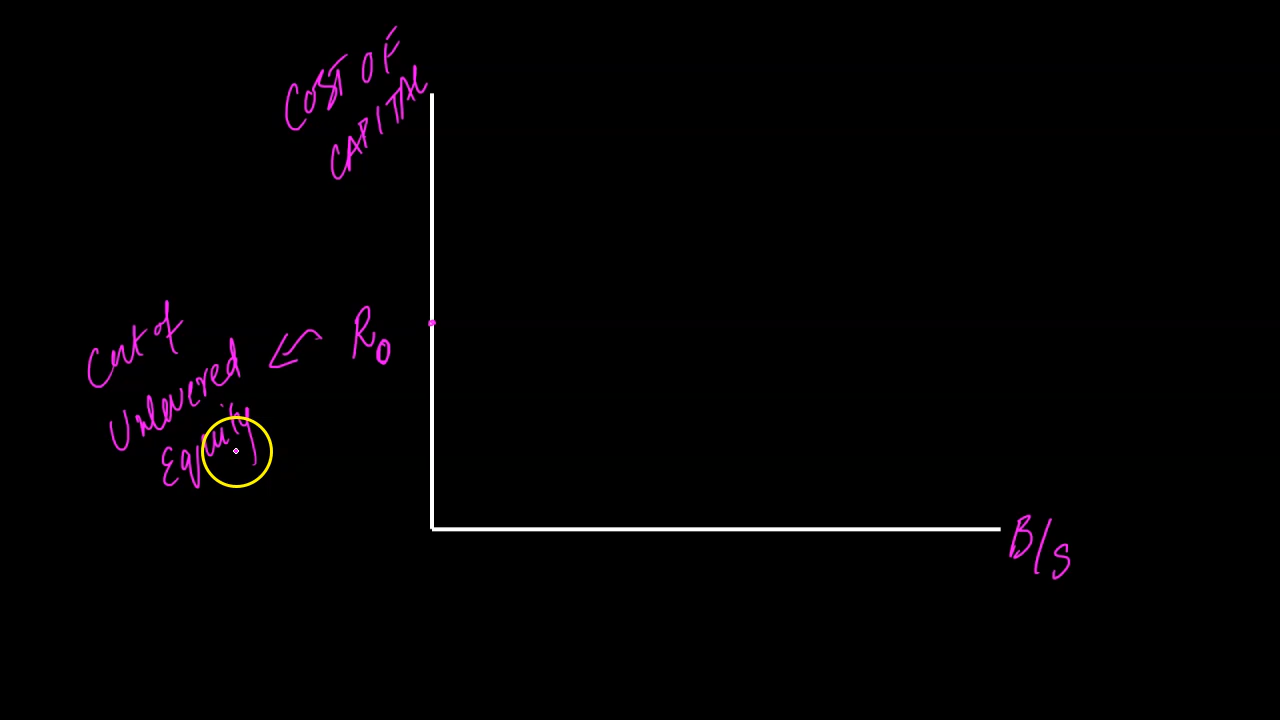 COST OF
CAPITAL
Cost of
Unlevered
Equity
R0
B/S